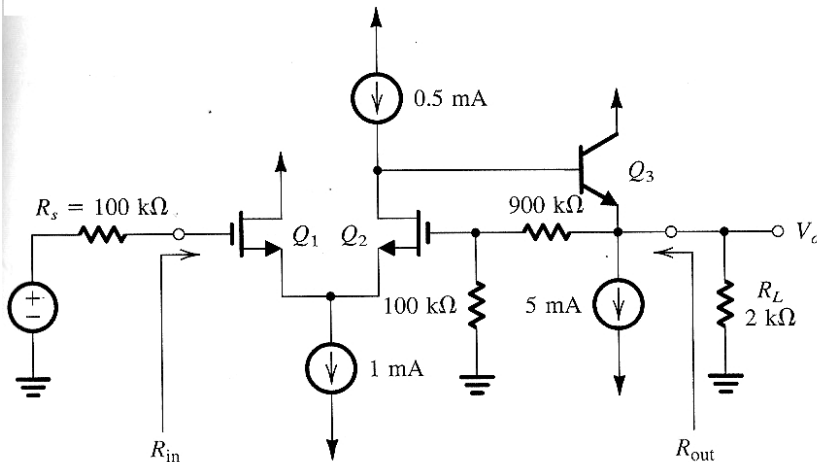 0.5 mA
Q3
Rs = 100 kΩ
900 kΩ
Q1
Q2
Vo
+
−
100 kΩ
5 mA
RL
2 kΩ
1 mA
Rin
Rout